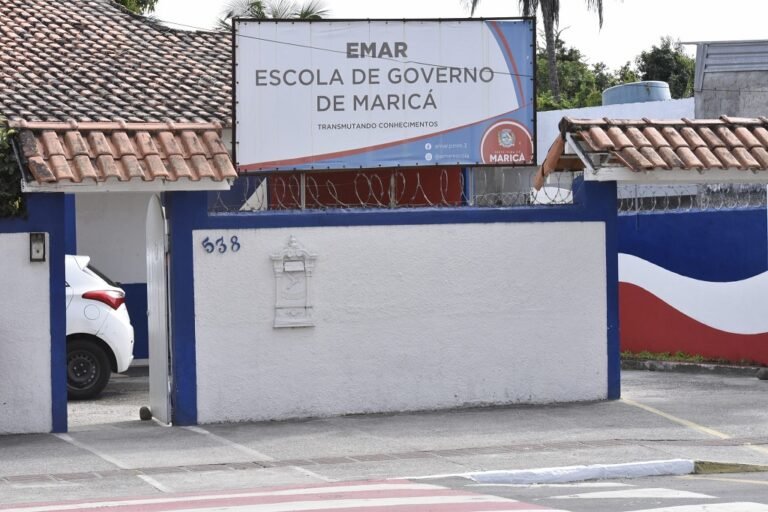 EMAR
ESCOLA DE GOVERNO
DE MARICÁ
TRANSMUTANDO CONHECIMENTOS
MARICÁ
538